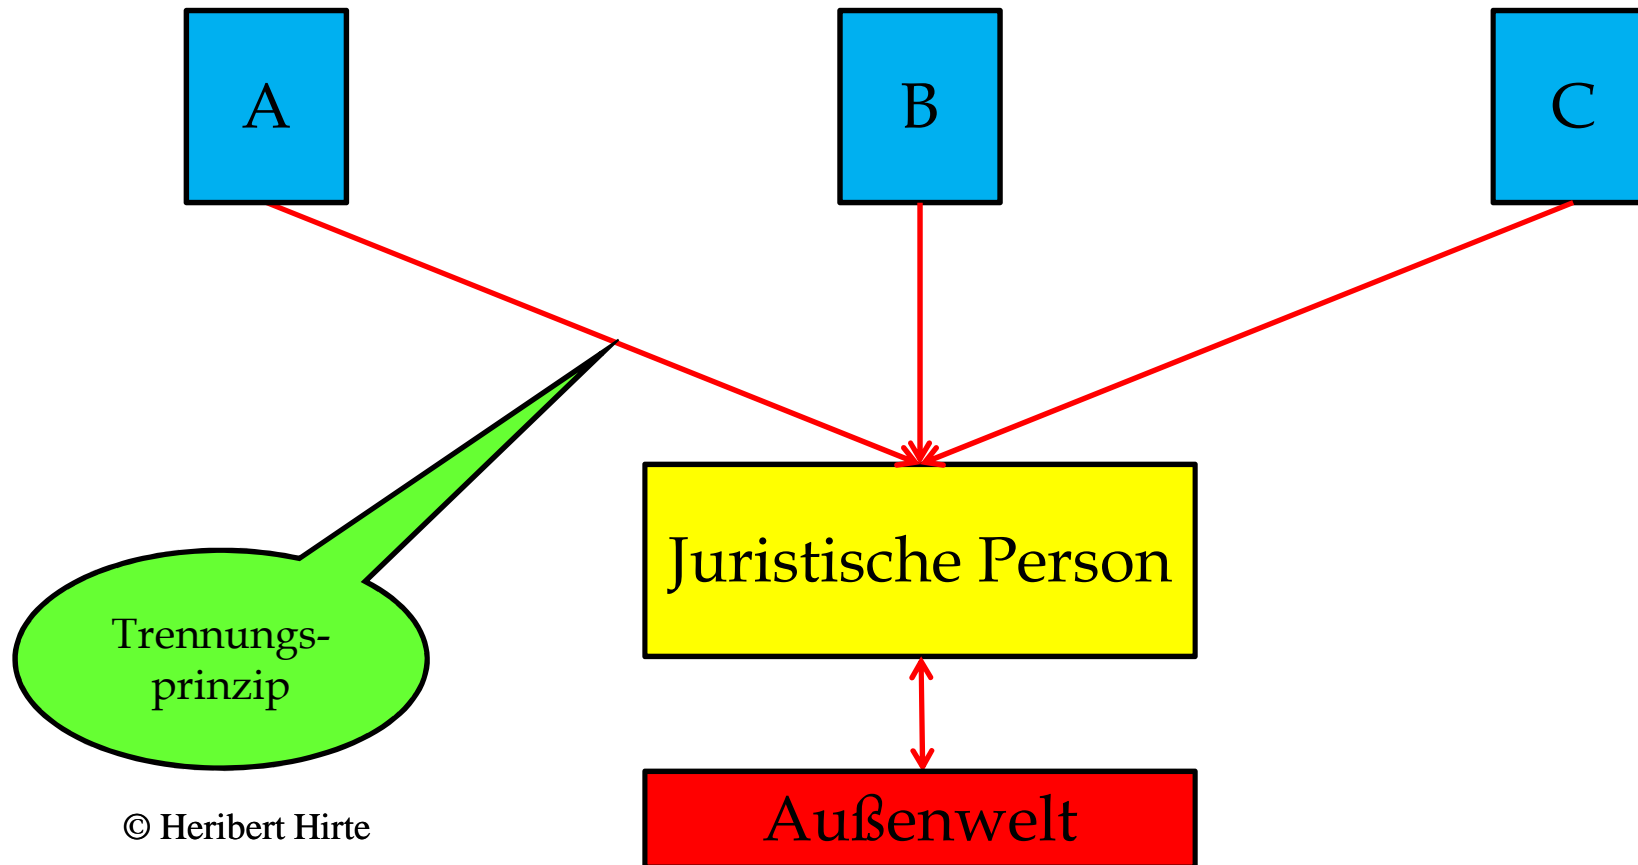 A
B
C
Juristische Person
Trennungs-
prinzip
Außenwelt
© Heribert Hirte